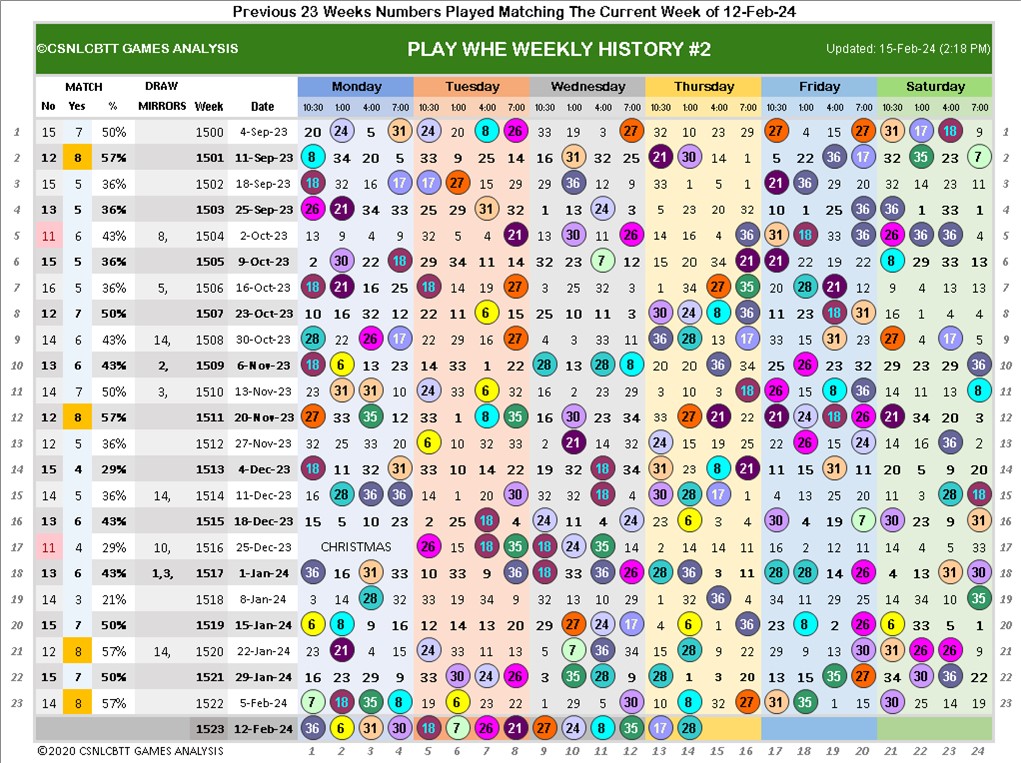 Previous 23 Weeks Numbers Played Matching The Current Week of 12-Feb-24
©CSNLCBTT GAMES ANALYSIS PLAY WHE WEEKLY HISTORY #2 Updated: 15-Feb-24 (2:18 PM)
MATCH DRAW Monday Tuesday Wednesday Thursday Friday Saturday
No Yes % MIRRORS Week Date 10:30 1:00 4:00 7:00 10:30 1:00 4:00 7:00 10:30 1:00 4:00 7:00 10:30 1:00 4:00 7:00 10:30 1:00 4:00 7:00 10:30 1:00 4:00 7:00
1 15 7 50% 1500 4-Sep-23 20 24 5 31 24 20 8 26 33 19 3 27 32 10 23 29 27 4 15 27 31 17 18 9 1
2 12 8 57% 1501 11-Sep-23 8 34 20 5 33 9 25 14 16 31 32 25 21 30 14 1 5 22 36 17 32 35 23 7 2
3 15 5 36% 1502 18-Sep-23 18 32 16 17 17 27 15 29 29 36 12 9 33 1 5 1 21 36 29 20 32 14 23 11 3
4 13 5 36% 1503 25-Sep-23 26 21 34 33 25 29 31 32 1 13 24 3 5 23 20 32 10 1 25 36 36 1 33 1 4
5 11 6 43% 8, 1504 2-Oct-23 13 9 4 9 32 5 4 21 13 30 11 26 14 16 4 36 31 18 33 36 26 36 36 4 5
6 15 5 36% 1505 9-Oct-23 2 30 22 18 29 34 11 14 32 23 7 12 15 20 34 21 21 22 19 22 8 29 33 13 6
7 16 5 36% 5, 1506 16-Oct-23 18 21 16 25 18 14 19 27 3 25 32 3 1 34 27 35 20 28 21 12 9 4 13 13 7
8 12 7 50% 1507 23-Oct-23 10 16 32 12 22 11 6 15 25 10 11 3 30 24 8 36 11 23 18 31 16 1 4 4 8
9 14 6 43% 14, 1508 30-Oct-23 28 22 26 17 22 29 16 27 4 3 33 11 36 28 13 17 33 15 31 9 27 4 17 5 9
10 13 6 43% 2, 1509 6-Nov-23 18 6 13 23 14 33 1 22 28 13 28 8 20 20 36 4 25 26 23 32 29 23 29 36 10
11 14 7 50% 3, 1510 13-Nov-23 23 31 31 10 24 33 6 22 16 2 23 29 9 3 1 18 26 15 8 36 11 14 3 8 11
12 12 8 57% 1511 20-Nov-23 27 33 35 12 33 1 8 35 16 30 23 34 33 27 21 22 21 24 18 26 21 34 20 3 12
13 12 5 36% 1512 27-Nov-23 32 25 33 20 6 10 32 33 2 21 14 32 24 15 19 25 22 26 15 24 14 16 36 2 13
14 15 4 29% 1513 4-Dec-23 18 11 32 31 33 10 14 22 19 32 18 34 31 23 8 21 11 15 31 11 20 5 9 20 14
15 14 5 36% 14, 1514 11-Dec-23 16 28 36 36 14 1 20 30 32 32 18 4 30 28 17 1 4 13 25 20 11 3 28 18 15
16 13 6 43% 1515 18-Dec-23 15 5 10 23 2 25 18 4 24 11 4 24 23 6 3 4 30 4 19 7 30 23 9 31 16
17 11 4 29% 10, 1516 25-Dec-23 CHRISTMAS 26 15 18 35 18 24 35 14 2 14 14 11 16 2 12 11 14 4 5 33 17
18 13 6 43% 1,3, 1517 1-Jan-24 36 16 31 33 10 33 9 36 18 33 36 26 28 36 3 11 28 28 14 26 4 13 31 30 18
19 14 3 21% 1518 8-Jan-24 3 14 28 32 33 19 34 9 32 13 10 29 1 32 36 4 34 11 29 25 14 10 29 35 19
20 15 7 50% 1519 15-Jan-24 6 8 9 16 12 14 13 20 29 27 24 17 4 6 1 36 23 8 2 26 6 33 5 1 20
21 12 8 57% 14, 1520 22-Jan-24 23 21 4 15 24 33 11 13 5 7 36 34 15 28 9 22 29 9 13 30 31 26 26 11 21
22 15 7 50% 1521 29-Jan-24 16 23 29 9 33 30 24 26 3 35 28 9 28 1 3 20 13 15 35 27 34 30 36 22 22
23 14 8 57% 1522 5-Feb-24 7 18 35 8 15 6 2 22 1 29 5 30 10 8 32 27 31 35 1 15 30 25 14 19 23
1523 12-Feb-24 36 6 31 30 18 7 26 21 27 24 8 35 17 28
©2020 CSNLCBTT GAMES ANALYSIS 1 2 3 4 5 6 7 8 9 10 11 12 13 14 15 16 17 18 19 20 21 22 23 24